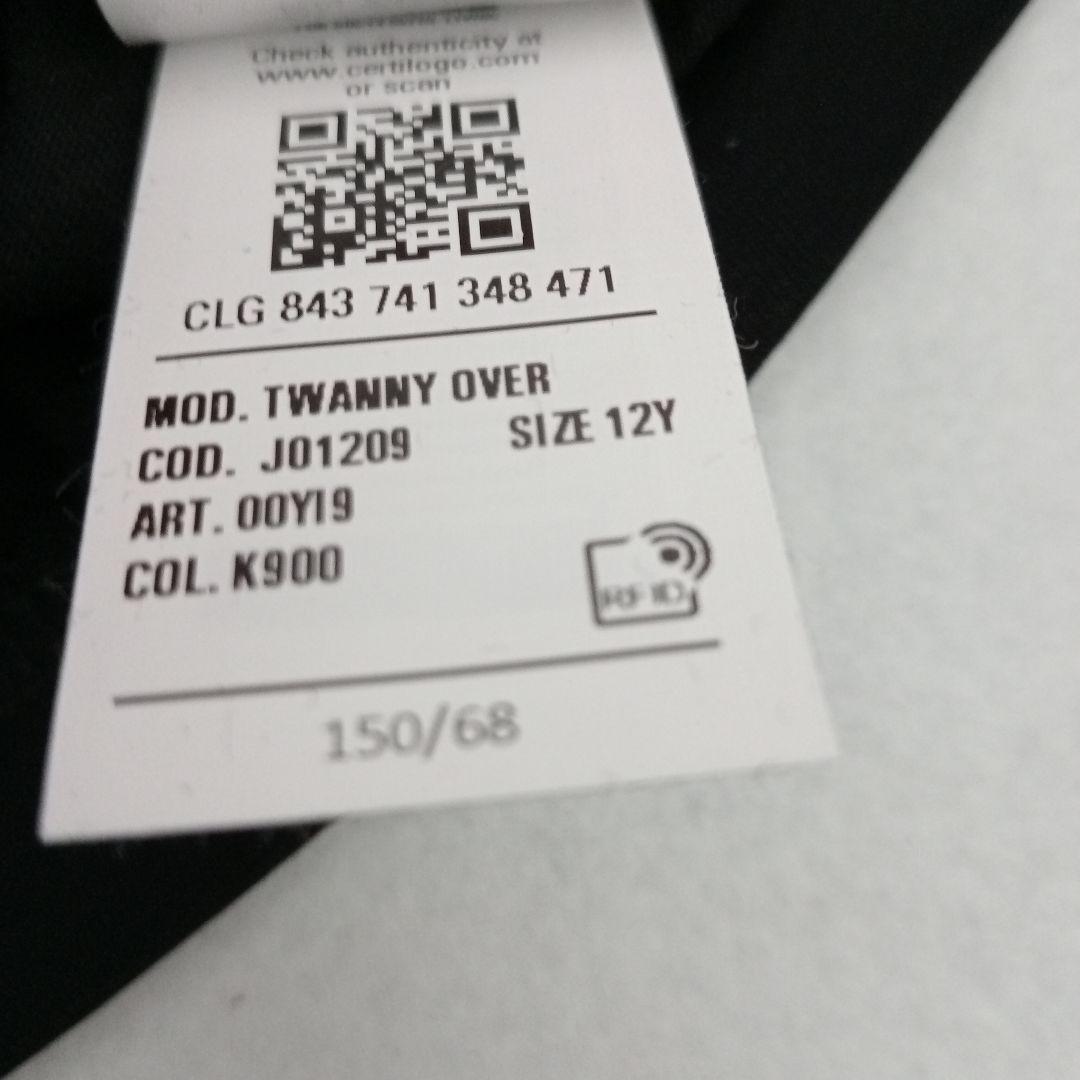 Check authenticity at
www.certilogo.com
or scan
CLG 843 741 348 471
MOD. TWANNY OVER
COD. J01209 SIZE 12Y
ART. 00YI9
COL. K900
RFID
150/68